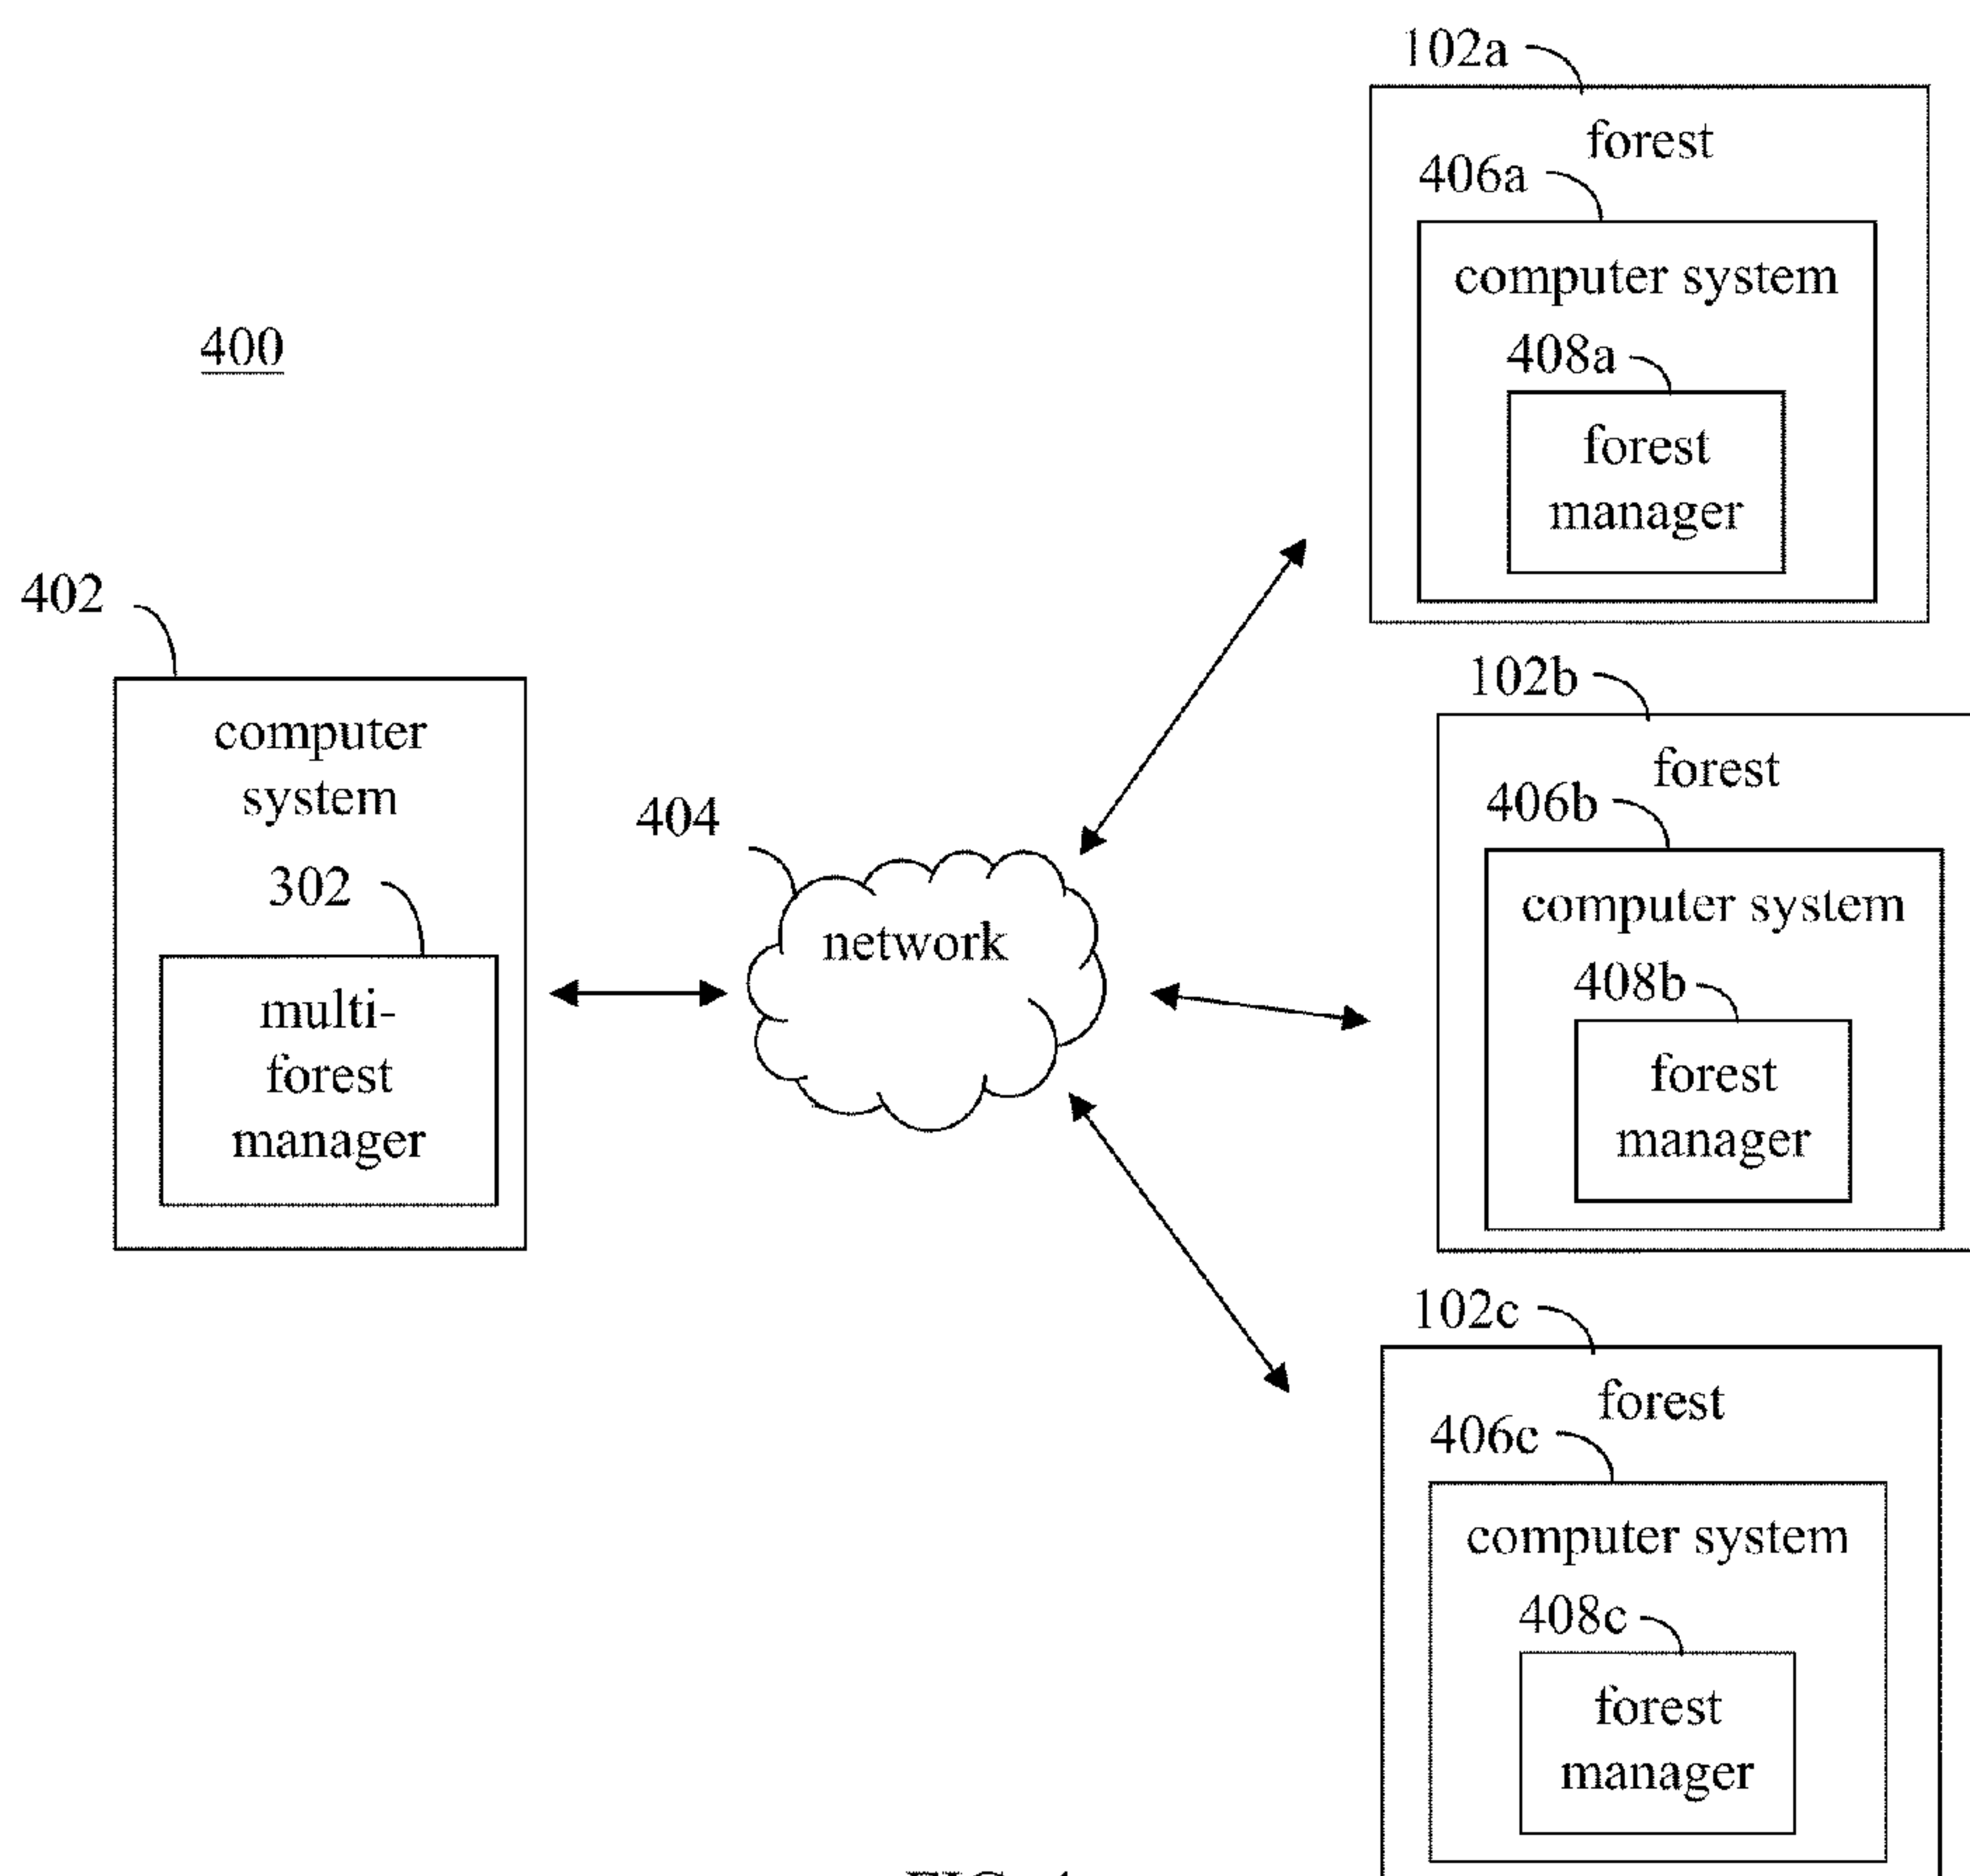 102a
forest
406a
computer system
408a
forest
manager
400
402
computer
system
302
multi-
forest
manager
404
network
102b
forest
406b
computer system
408b
forest
manager
102c
forest
406c
computer system
408c
forest
manager